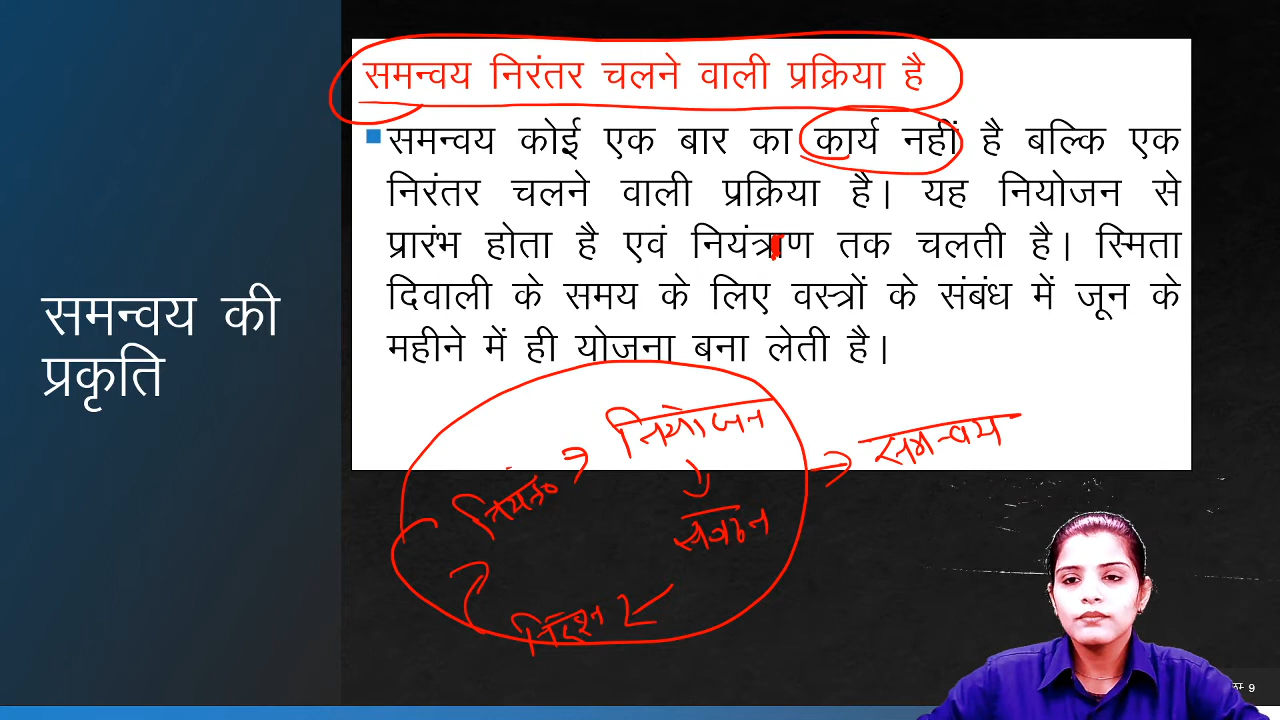 समन्वय की
प्रकृति
समन्वय निरंतर चलने वाली प्रक्रिया है
समन्वय कोई एक बार का कार्य नहीं है बल्कि एक
निरंतर चलने वाली प्रक्रिया है। यह नियोजन से
प्रारंभ होता है एवं नियंत्राण तक चलती है। स्मिता
दिवाली के समय के लिए वस्त्रों के संबंध में जून के
महीने में ही योजना बना लेती है।
नियोजन
समन्वय
संगठन
निर्देशन
9